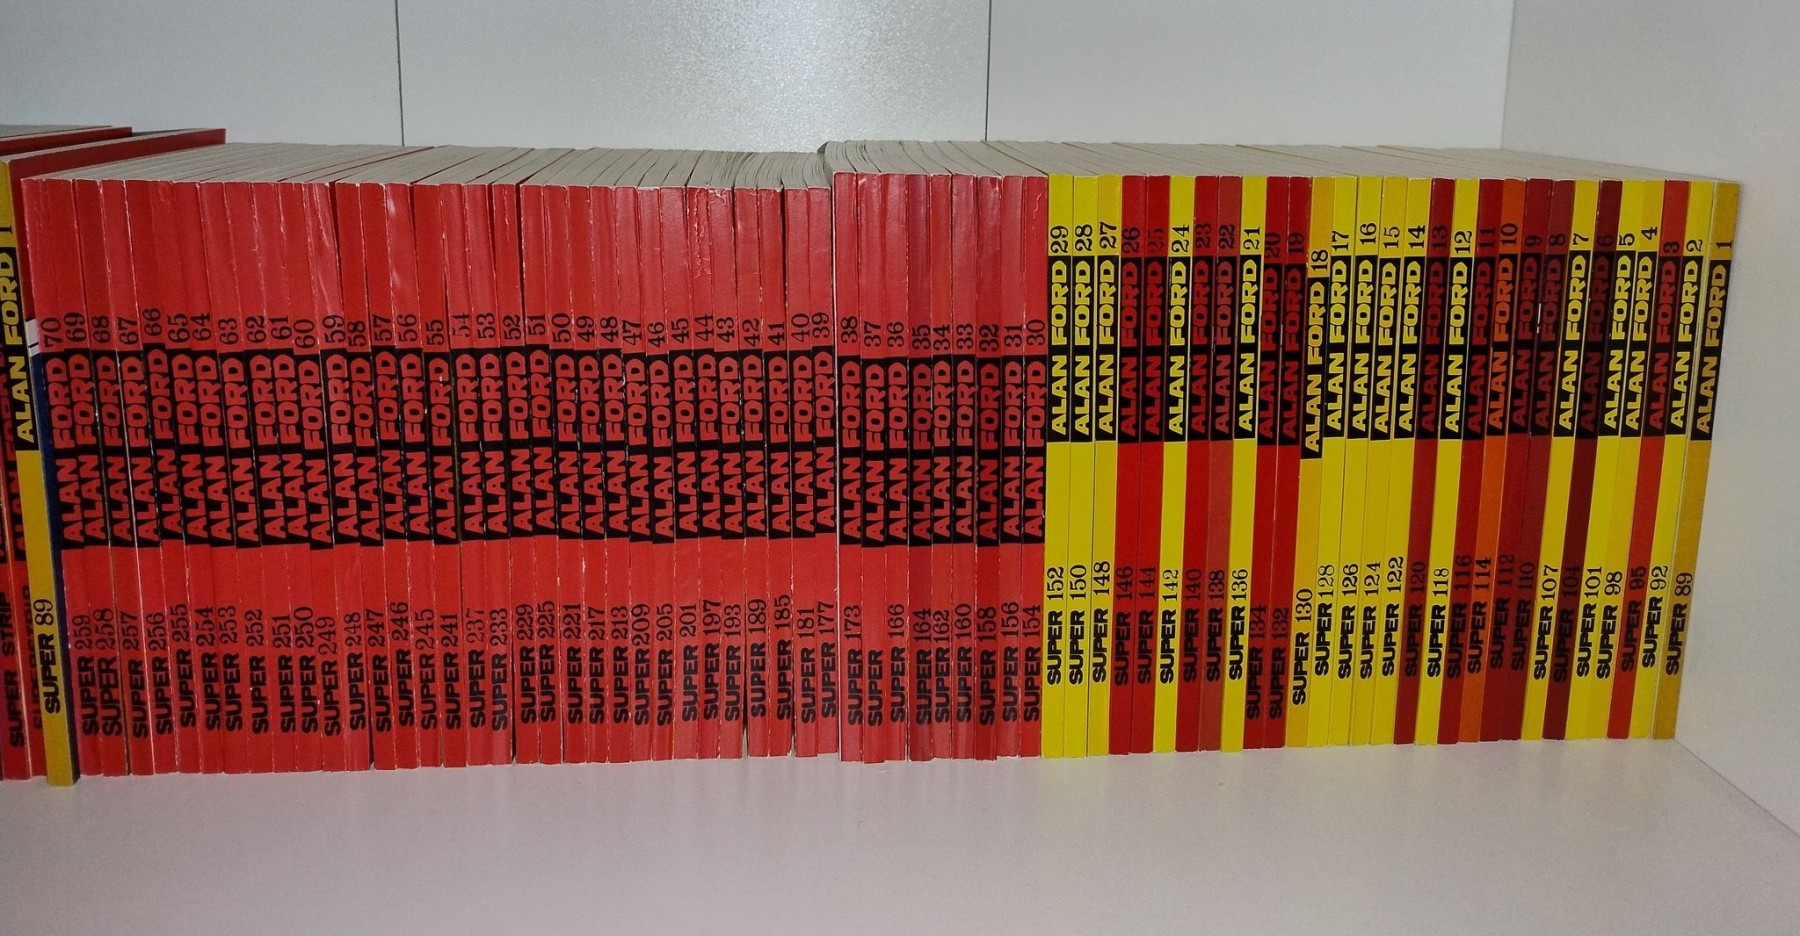 SUPER STRIP
SUPER 89 ALAN FORD 1
SUPER 259 ALAN FORD 70
SUPER 258 ALAN FORD 69
SUPER 257 ALAN FORD 68
SUPER 256 ALAN FORD 67
SUPER 255 ALAN FORD 66
SUPER 254 ALAN FORD 65
SUPER 253 ALAN FORD 64
SUPER 252 ALAN FORD 63
SUPER 251 ALAN FORD 62
SUPER 250 ALAN FORD 61
SUPER 249 ALAN FORD 60
SUPER 238 ALAN FORD 59
SUPER 247 ALAN FORD 58
SUPER 246 ALAN FORD 57
SUPER 245 ALAN FORD 56
SUPER 241 ALAN FORD 55
SUPER 237 ALAN FORD 54
SUPER 233 ALAN FORD 53
SUPER 229 ALAN FORD 52
SUPER 225 ALAN FORD 51
SUPER 221 ALAN FORD 50
SUPER 217 ALAN FORD 49
SUPER 213 ALAN FORD 48
SUPER 209 ALAN FORD 47
SUPER 205 ALAN FORD 46
SUPER 201 ALAN FORD 45
SUPER 197 ALAN FORD 44
SUPER 193 ALAN FORD 43
SUPER 189 ALAN FORD 42
SUPER 185 ALAN FORD 41
SUPER 181 ALAN FORD 40
SUPER 177 ALAN FORD 39
SUPER 173 ALAN FORD 38
SUPER ALAN FORD 37
SUPER 166 ALAN FORD 36
SUPER 164 ALAN FORD 35
SUPER 162 ALAN FORD 34
SUPER 160 ALAN FORD 33
SUPER 158 ALAN FORD 32
SUPER 156 ALAN FORD 31
SUPER 154 ALAN FORD 30
SUPER 152 ALAN FORD 29
SUPER 150 ALAN FORD 28
SUPER 148 ALAN FORD 27
SUPER 146 ALAN FORD 26
SUPER 144 ALAN FORD 25
SUPER 142 ALAN FORD 24
SUPER 140 ALAN FORD 23
SUPER 138 ALAN FORD 22
SUPER 136 ALAN FORD 21
SUPER 134 ALAN FORD 20
SUPER 132 ALAN FORD 19
SUPER 130 ALAN FORD 18
SUPER 128 ALAN FORD 17
SUPER 126 ALAN FORD 16
SUPER 124 ALAN FORD 15
SUPER 122 ALAN FORD 14
SUPER 120 ALAN FORD 13
SUPER 118 ALAN FORD 12
SUPER 116 ALAN FORD 11
SUPER 114 ALAN FORD 10
SUPER 112 ALAN FORD 9
SUPER 110 ALAN FORD 8
SUPER 107 ALAN FORD 7
SUPER 104 ALAN FORD 6
SUPER 101 ALAN FORD 5
SUPER 98 ALAN FORD 4
SUPER 95 ALAN FORD 3
SUPER 92 ALAN FORD 2
SUPER 89 ALAN FORD 1